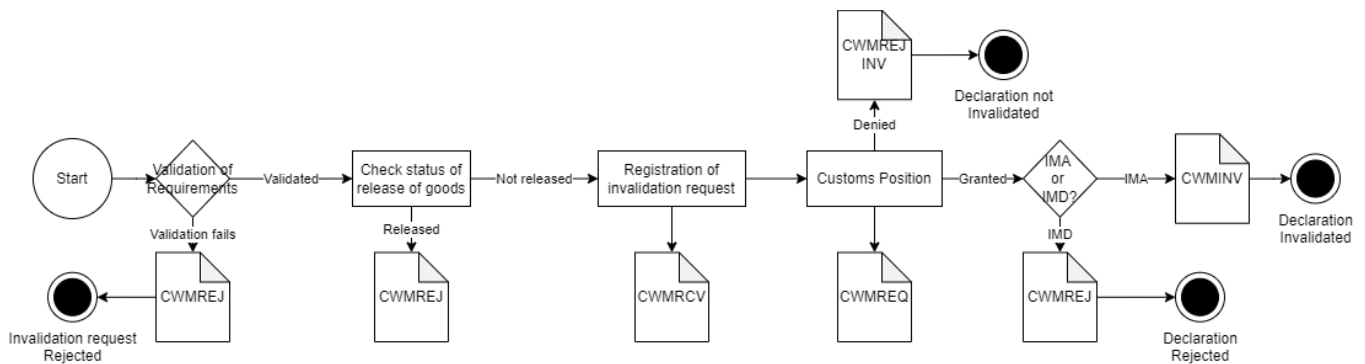 CWMREJ
INV
Declaration not
Invalidated
Denied
Start
Validation of
Requirements
Validated
Check status of
release of goods
Not released
Registration of
invalidation request
Customs Position
Granted
IMA
or
IMD?
IMA
CWMINV
Declaration
Invalidated
Validation fails
Released
IMD
CWMREJ
CWMREJ
CWMRCV
CWMREQ
CWMREJ
Invalidation request
Rejected
Declaration
Rejected